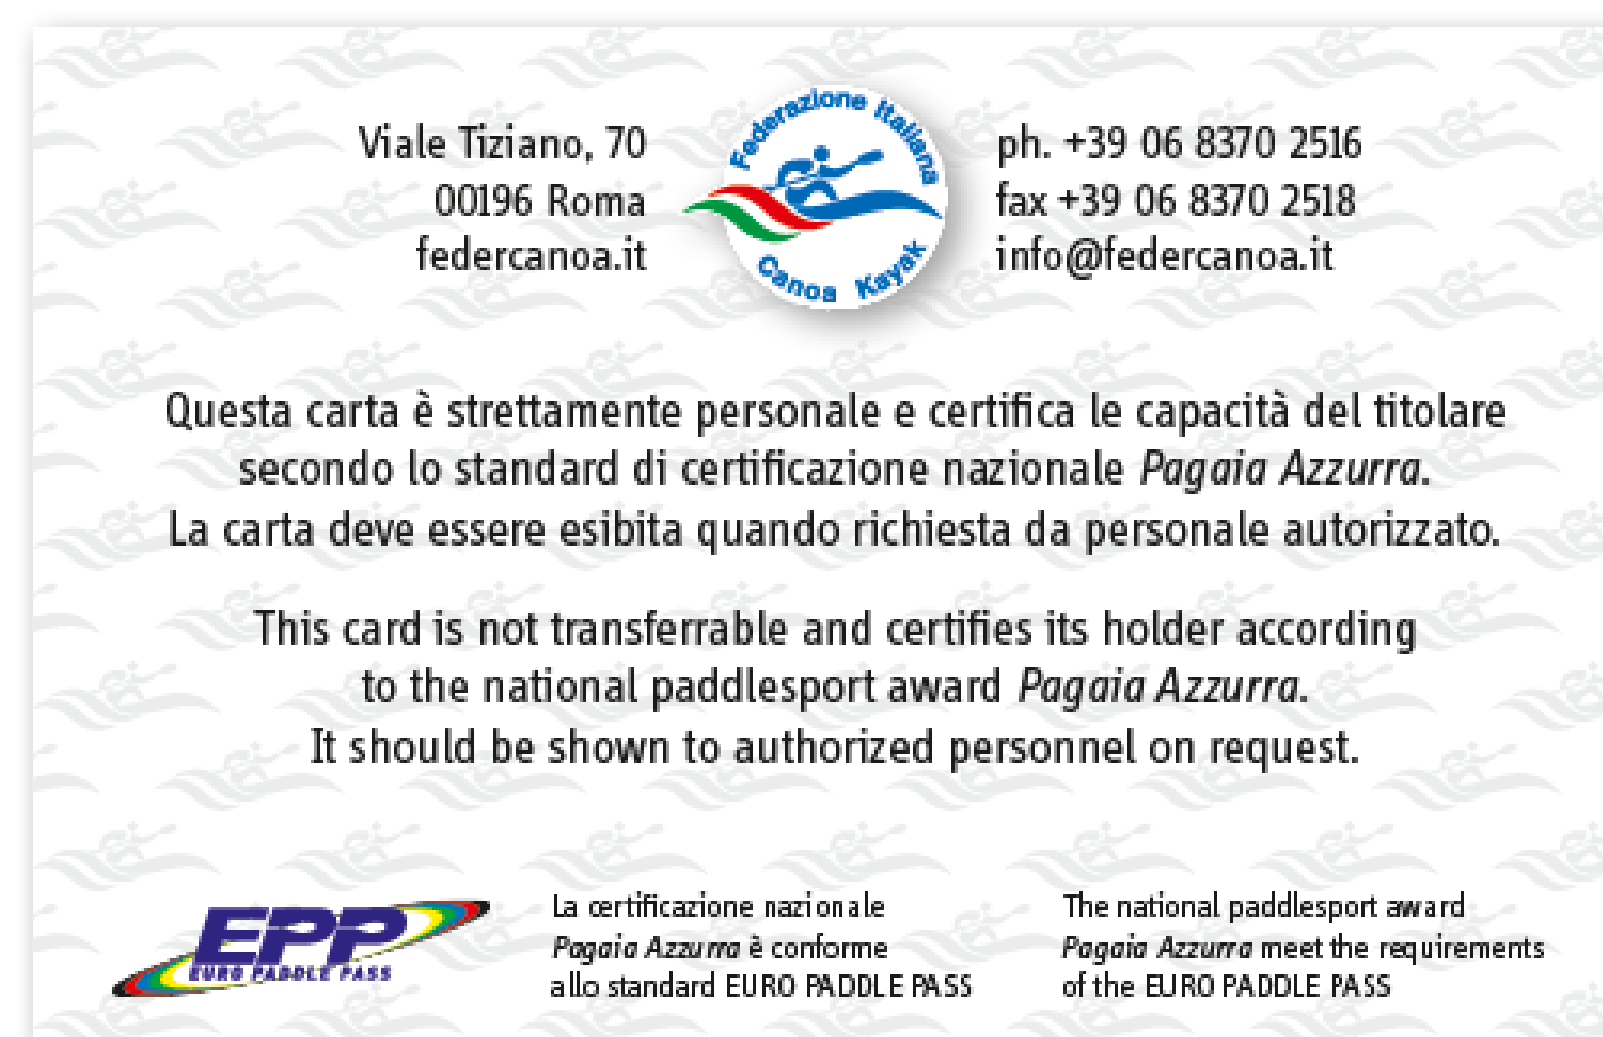 Viale Tiziano, 70
00196 Roma
federcanoa.it
Federazione Italiana
Canoa Kayak
ph. +39 06 8370 2516
fax +39 06 8370 2518
info@federcanoa.it
Questa carta è strettamente personale e certifica le capacità del titolare
secondo lo standard di certificazione nazionale Pagaia Azzurra.
La carta deve essere esibita quando richiesta da personale autorizzato.
This card is not transferrable and certifies its holder according
to the national paddlesport award Pagaia Azzurra.
It should be shown to authorized personnel on request.
EPP
EURO PADDLE PASS
La certificazione nazionale
Pagaia Azzurra è conforme
allo standard EURO PADDLE PASS
The national paddlesport award
Pagaia Azzurra meet the requirements
of the EURO PADDLE PASS